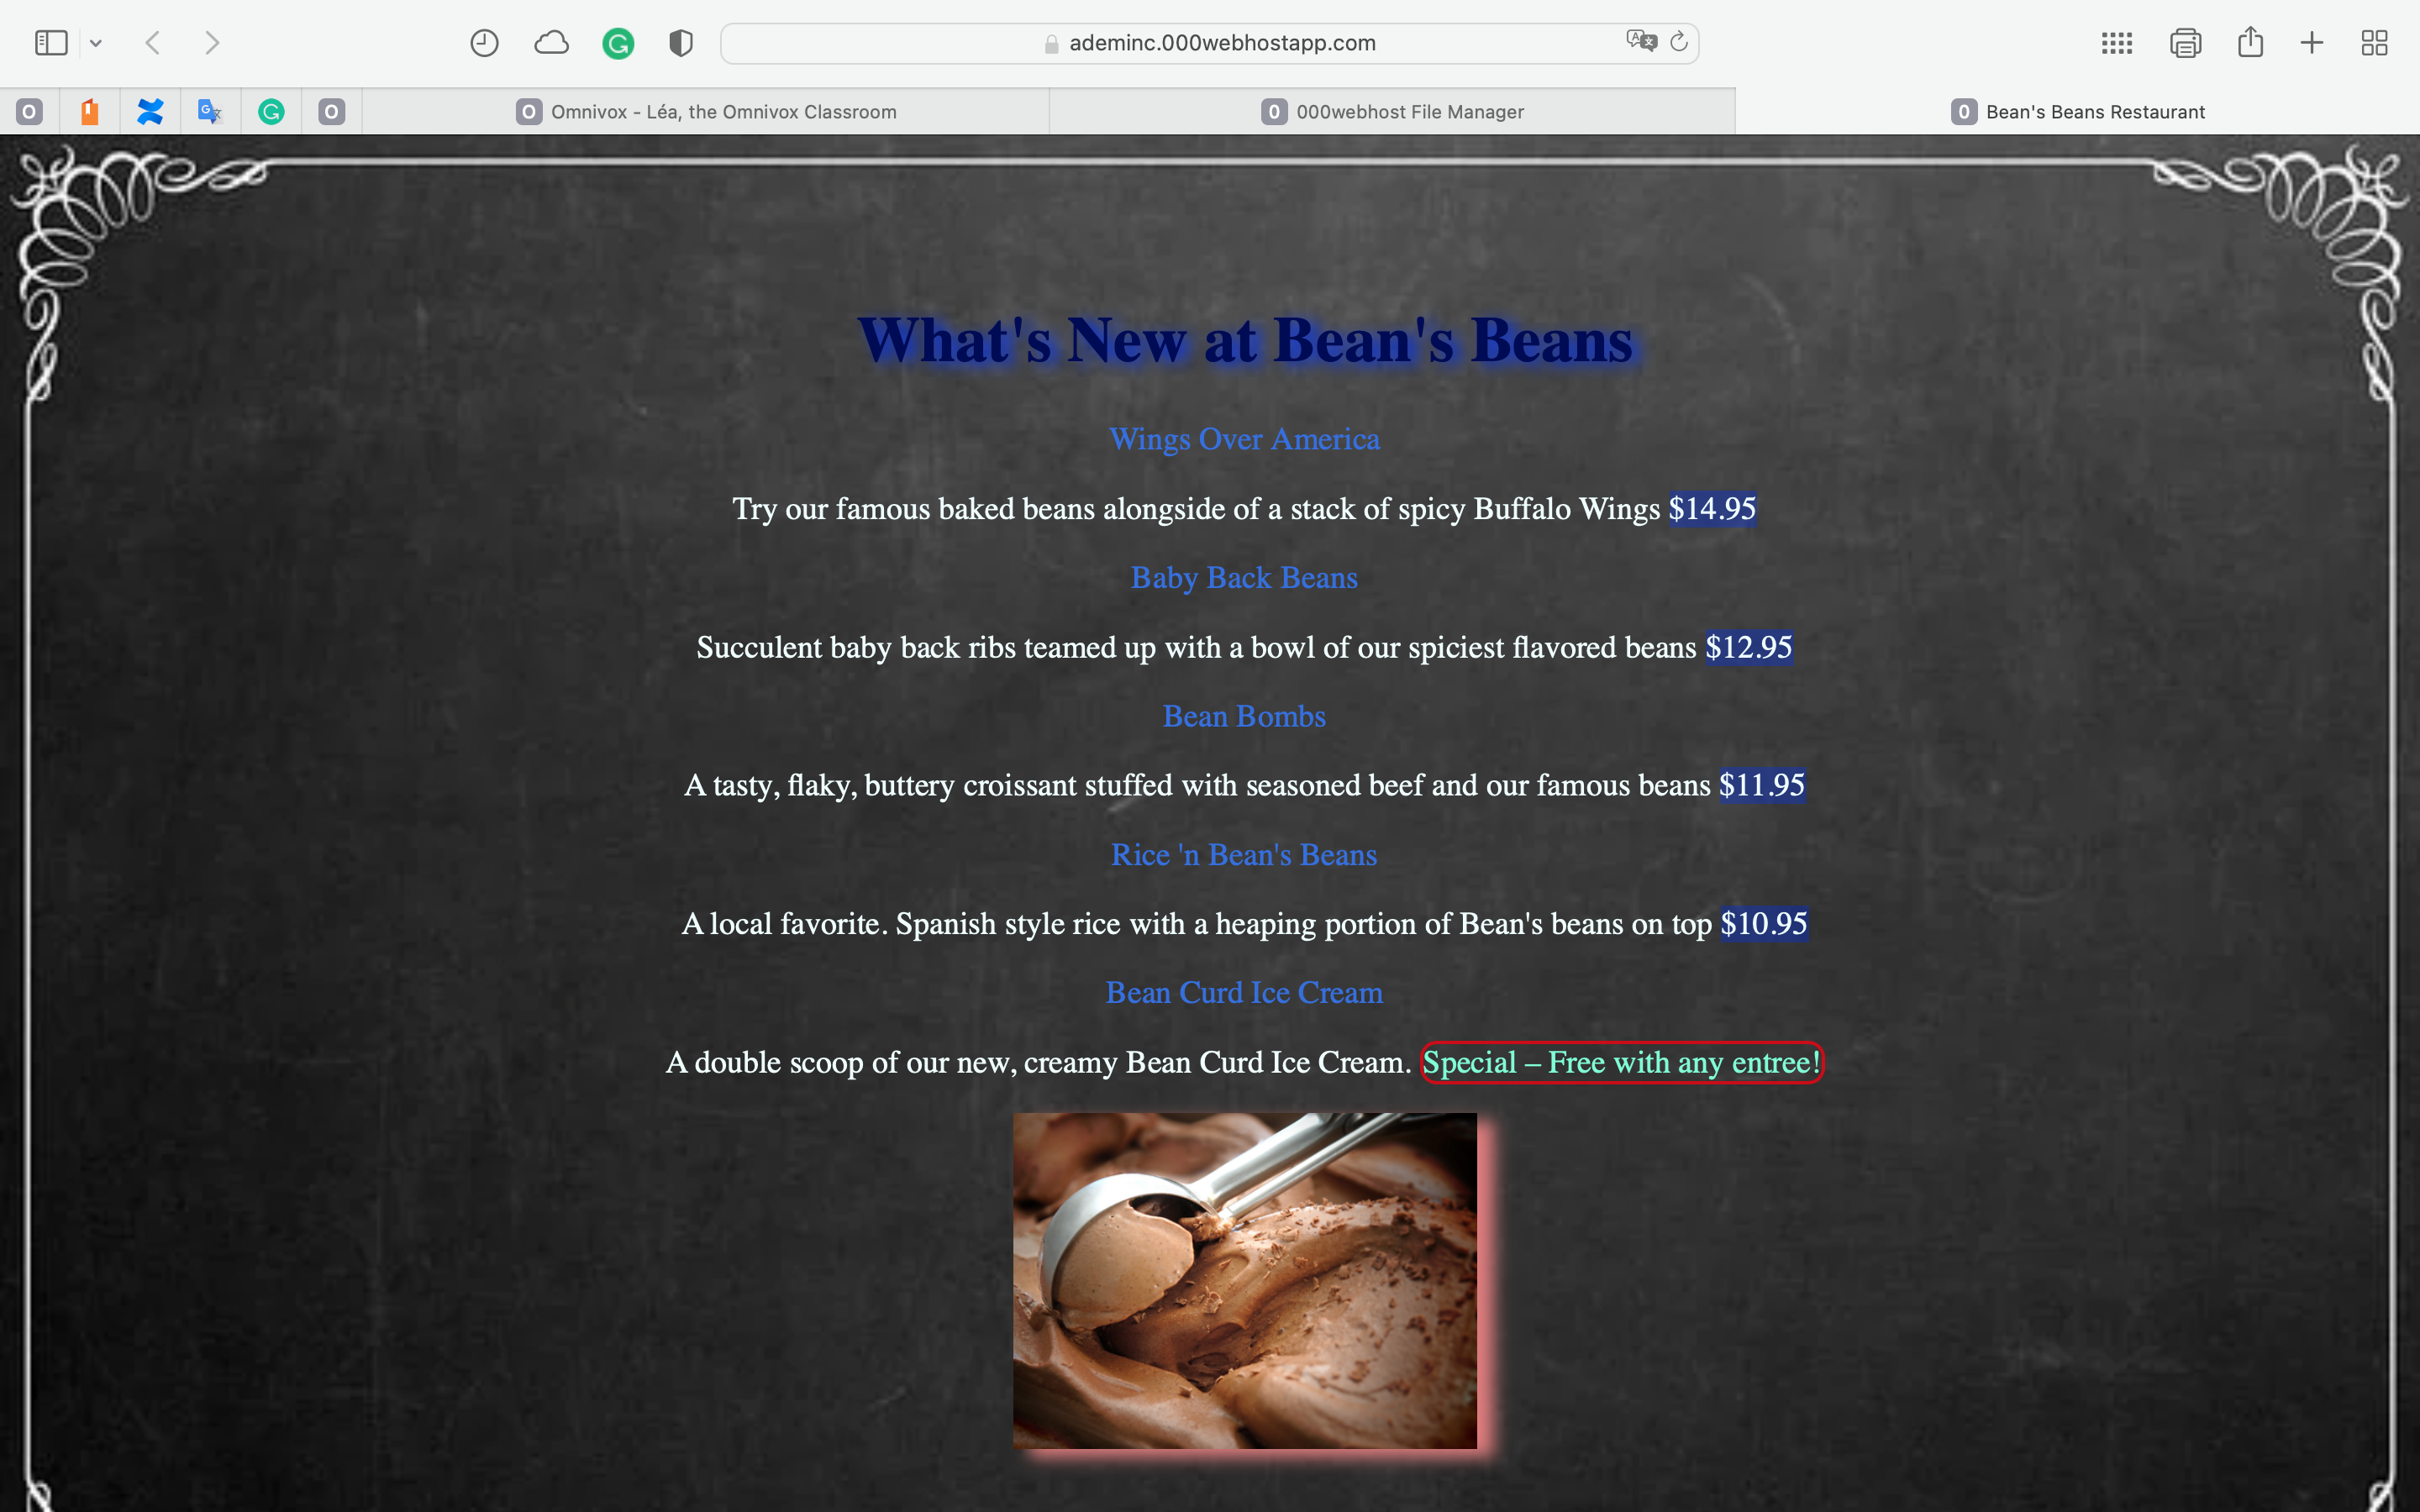 ademinc.000webhostapp.com
Omnivox - Léa, the Omnivox Classroom
000webhost File Manager
Bean's Beans Restaurant
What's New at Bean's Beans
Wings Over America
Try our famous baked beans alongside of a stack of spicy Buffalo Wings $14.95
Baby Back Beans
Succulent baby back ribs teamed up with a bowl of our spiciest flavored beans $12.95
Bean Bombs
A tasty, flaky, buttery croissant stuffed with seasoned beef and our famous beans $11.95
Rice 'n Bean's Beans
A local favorite. Spanish style rice with a heaping portion of Bean's beans on top $10.95
Bean Curd Ice Cream
A double scoop of our new, creamy Bean Curd Ice Cream. Special – Free with any entree!